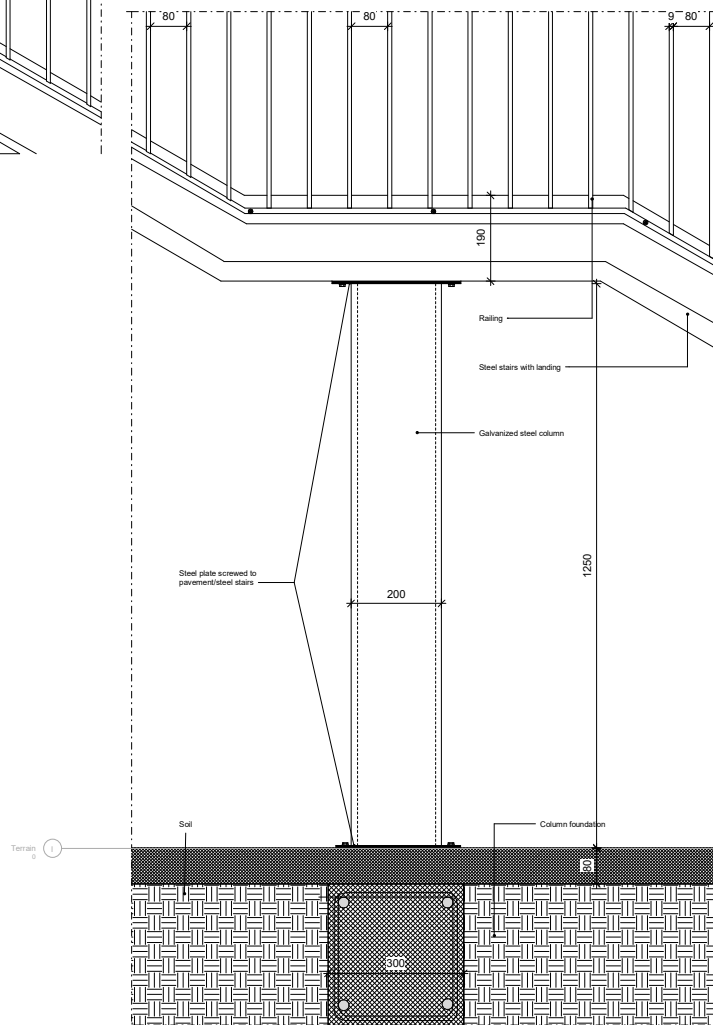 80
80
9 80
190
Railing
Steel stairs with landing
Galvanized steel column
1250
Steel plate screwed to
pavement/steel stairs
200
Soil
Column foundation
Terrain
0
I
80
300